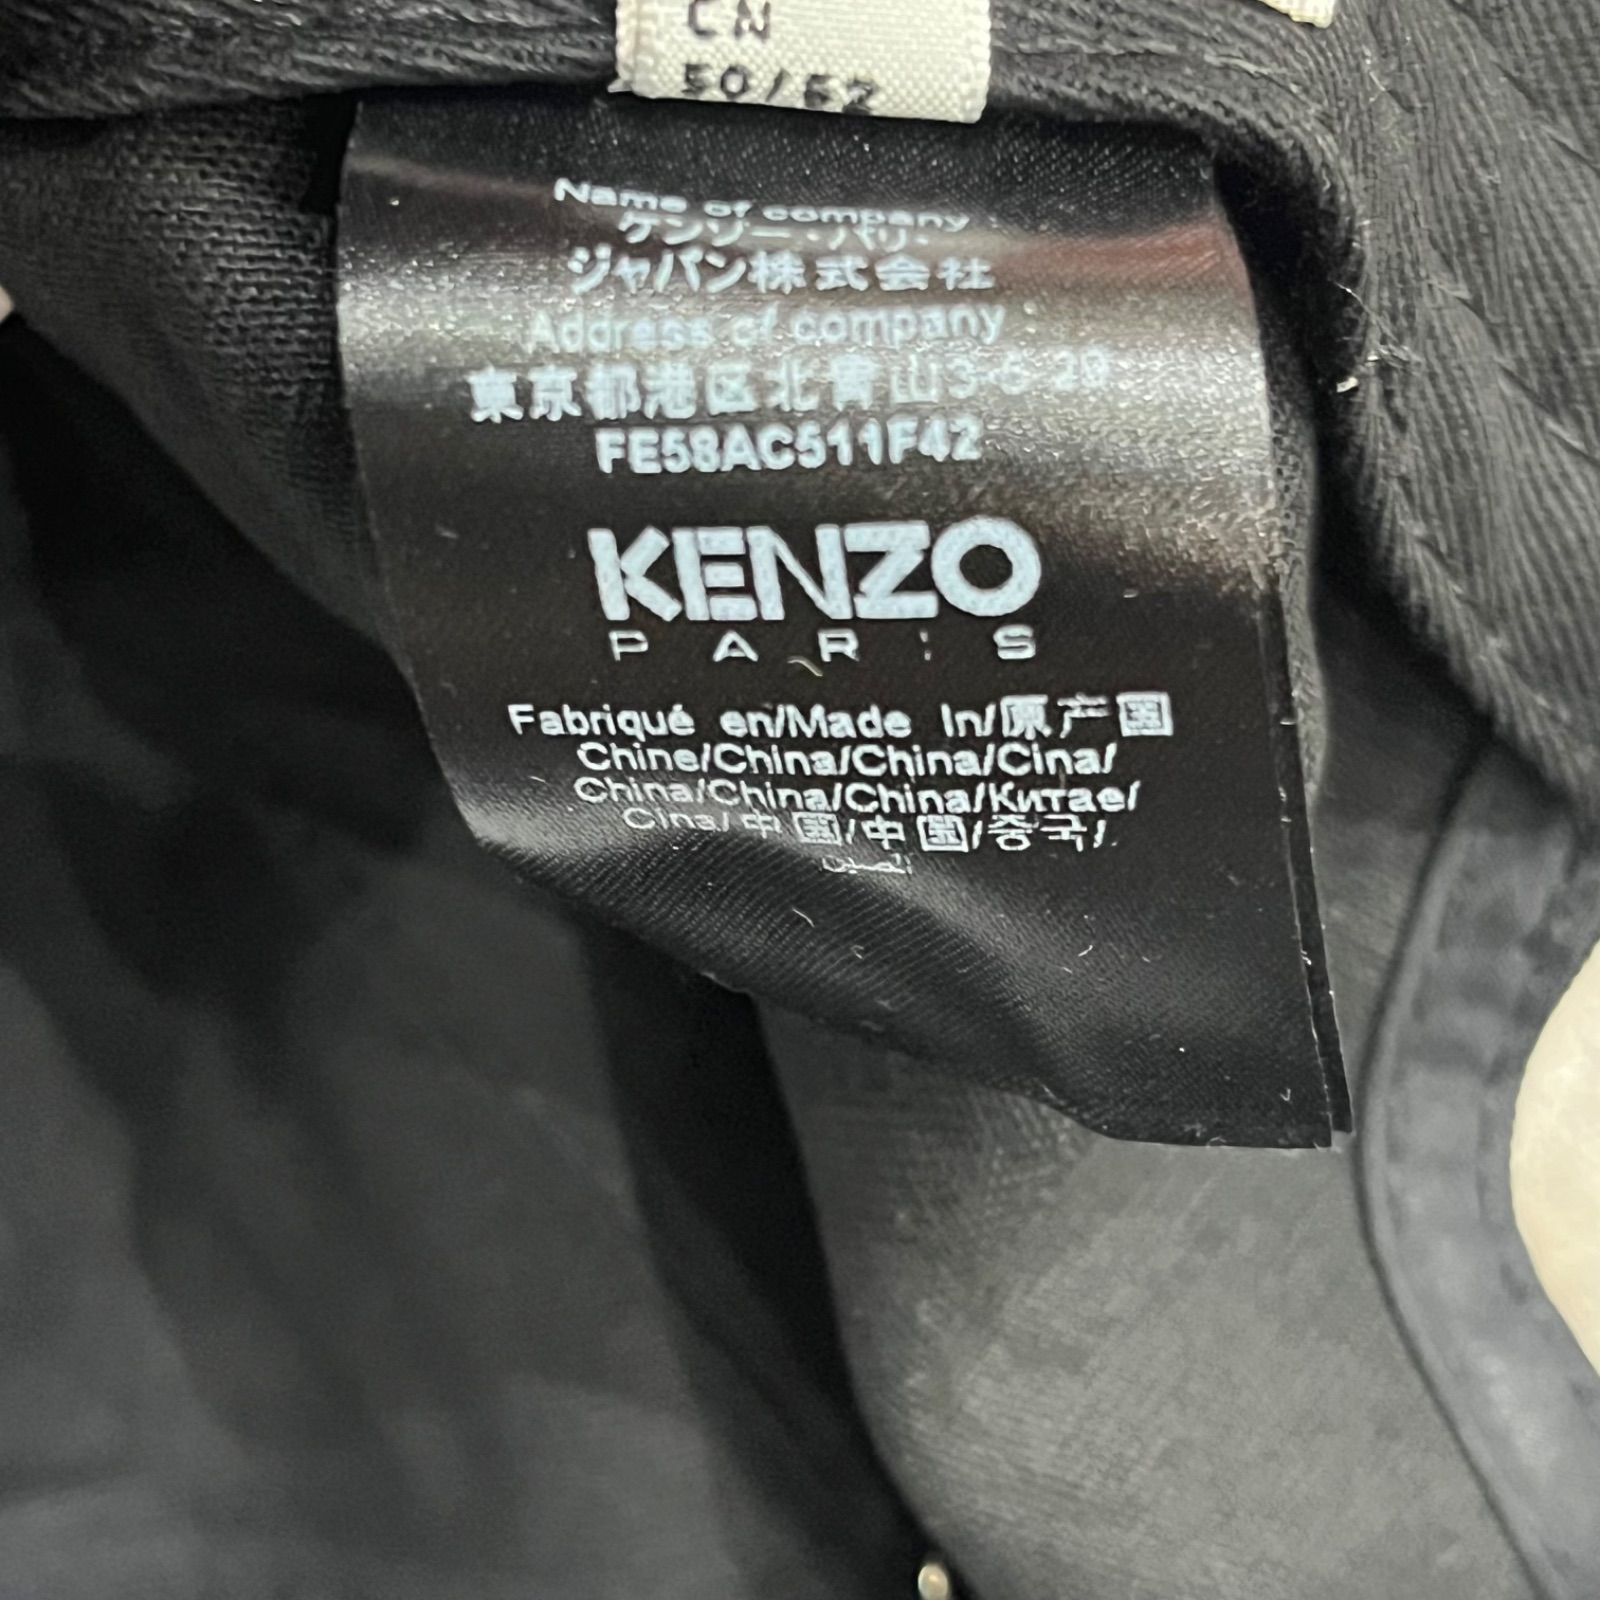 CN
50/52
Name of company :
ケンゾー・パリ・
ジャパン株式会社
Address of company :
東京都港区北青山3-5-29
FE58AC511F42
KENZO
PARIS
Fabriqué en/Made In/原产国
Chine/China/China/Cina/
China/China/China/Китае/
Cina/中国/中国/중국/
الصين